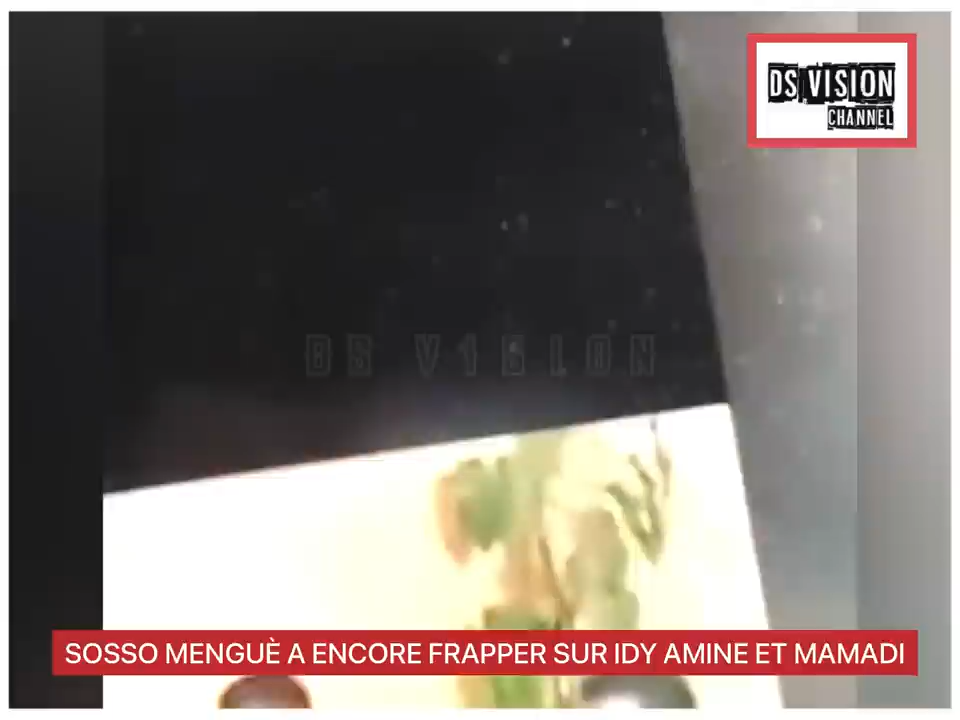 DS VISION
CHANNEL
DS VISION
SOSSO MENGUÈ A ENCORE FRAPPER SUR IDY AMINE ET MAMADI